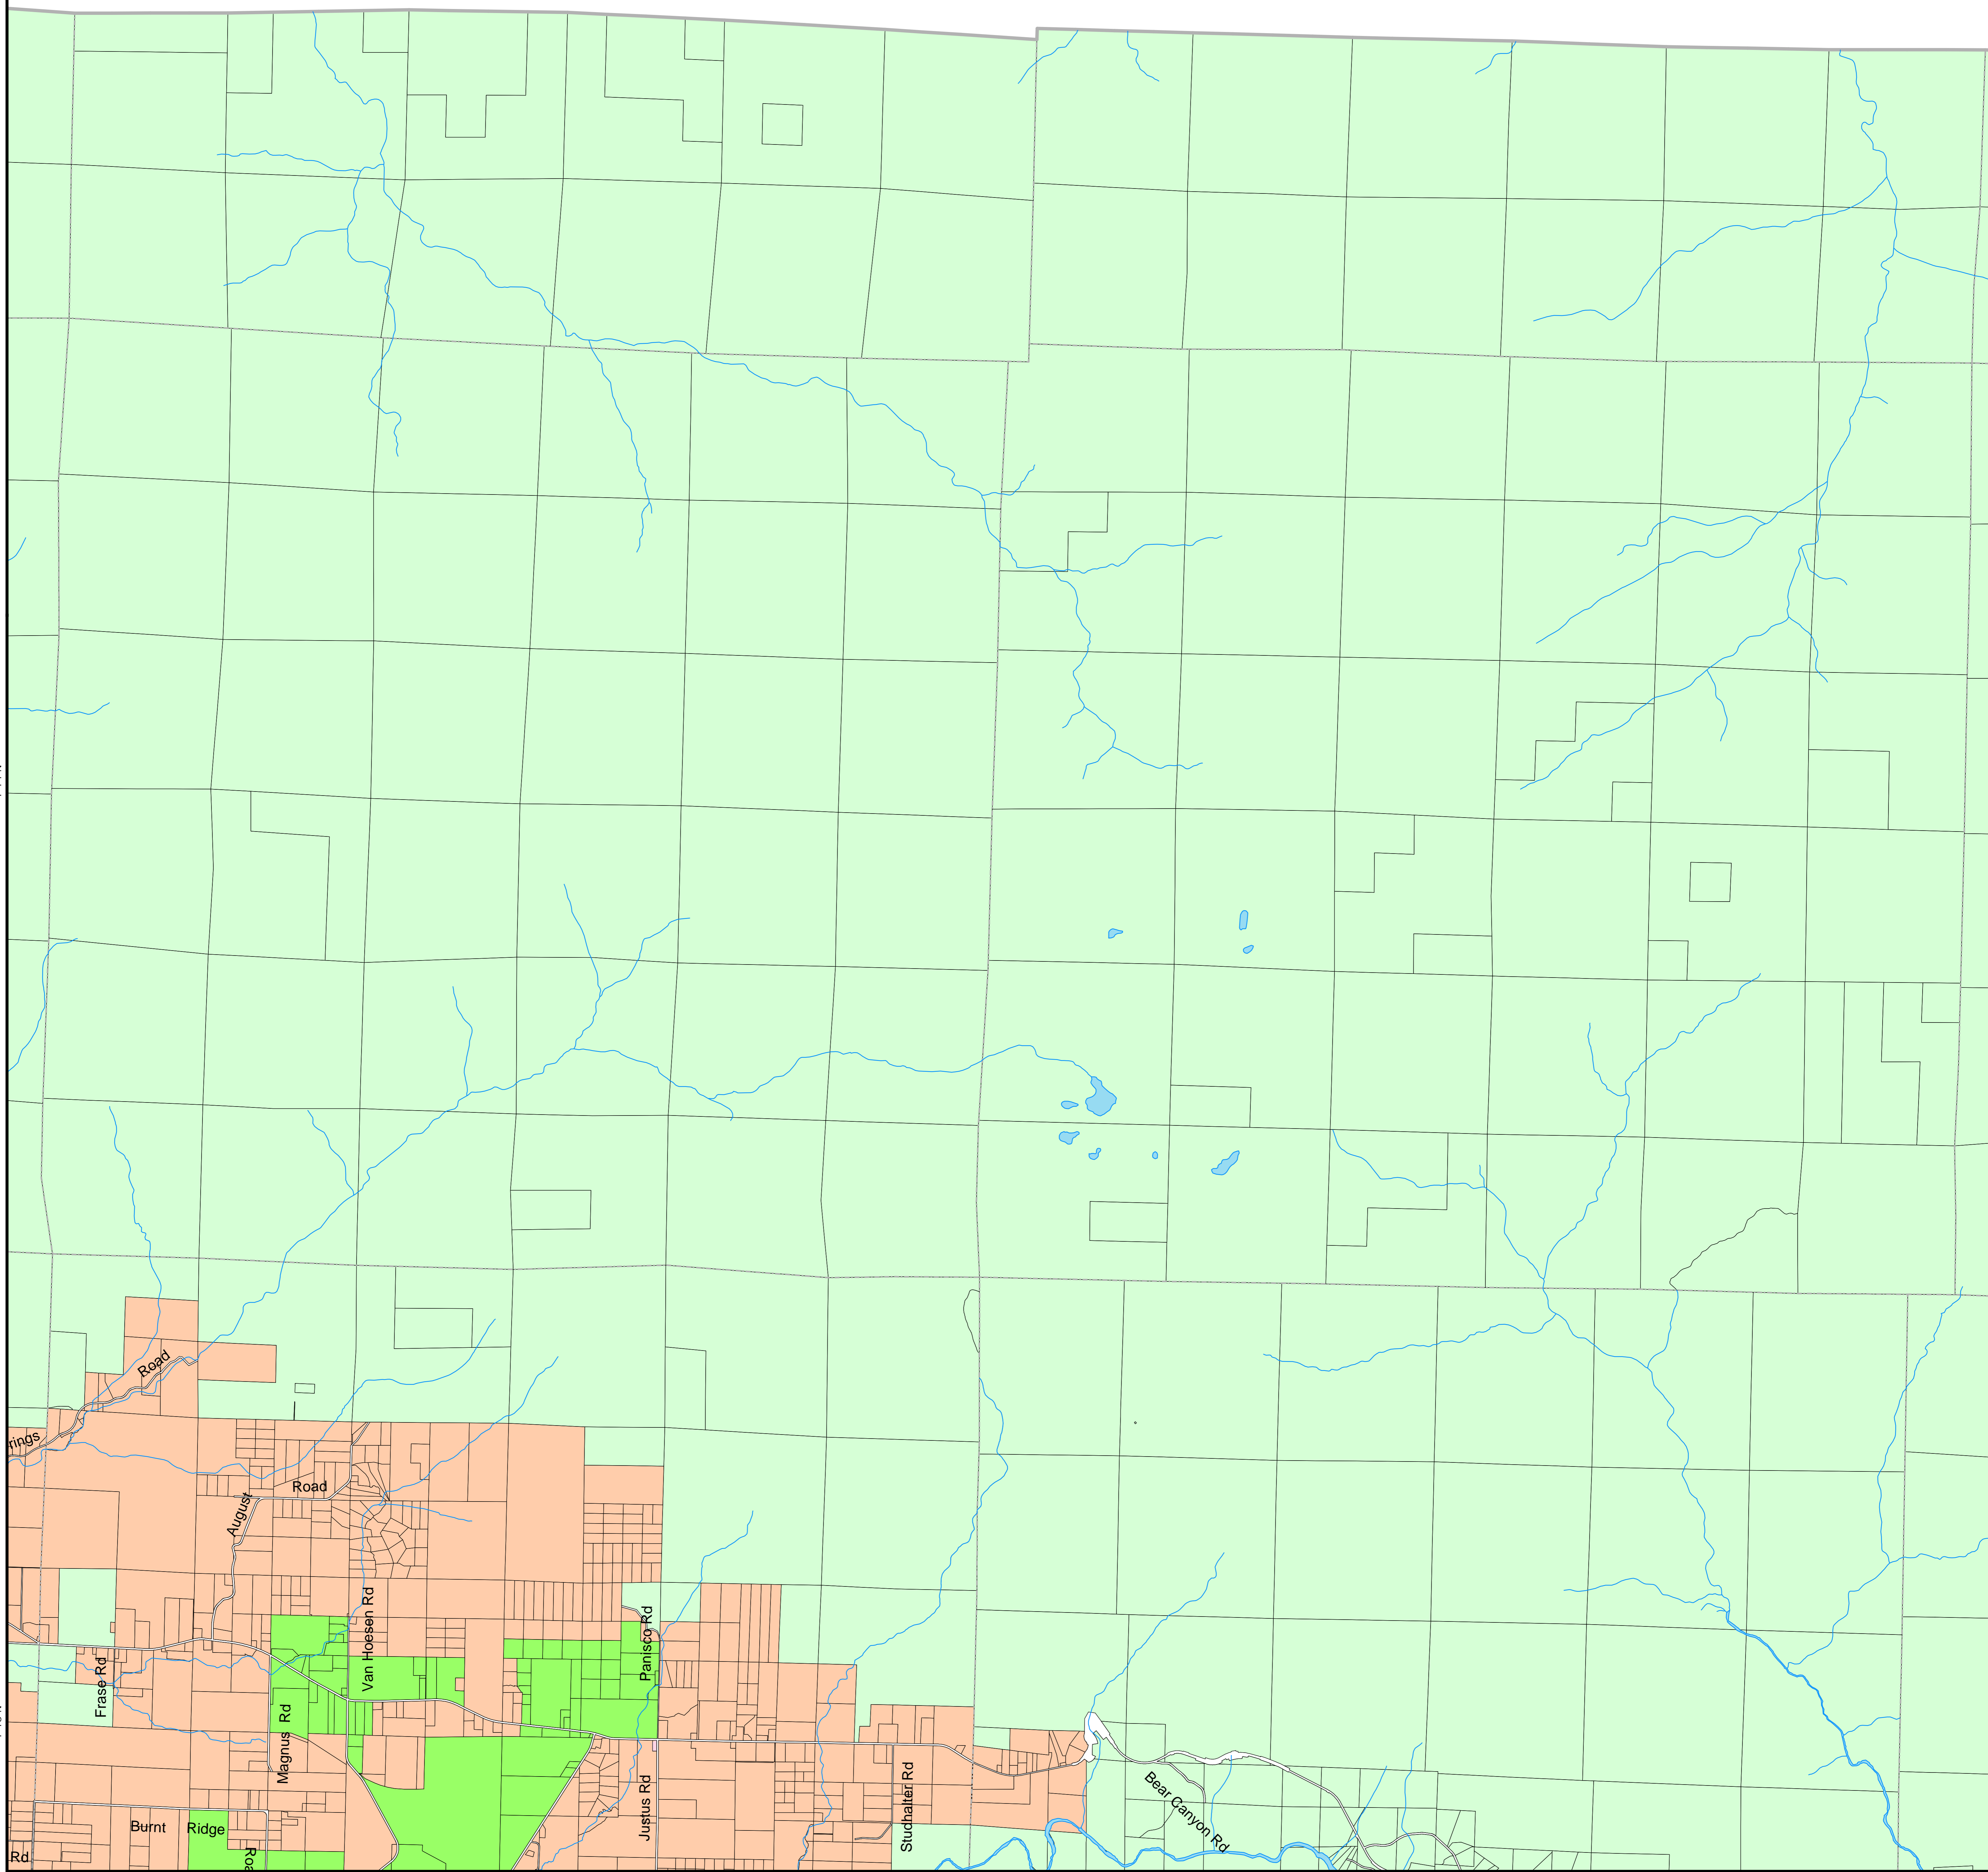 Road
rings
Road
August
Van Hoesen Rd
Panisco Rd
Frase Rd
Magnus Rd
Justus Rd
Studhalter Rd
Bear Canyon Rd
Burnt Ridge
Roa
Rd